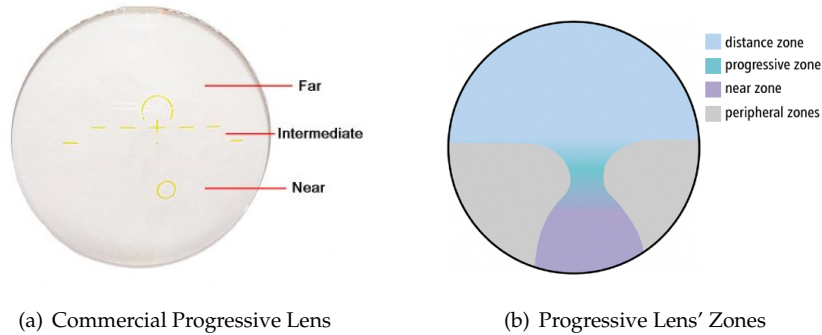 Far
Intermediate
Near
distance zone
progressive zone
near zone
peripheral zones
(a) Commercial Progressive Lens
(b) Progressive Lens’ Zones